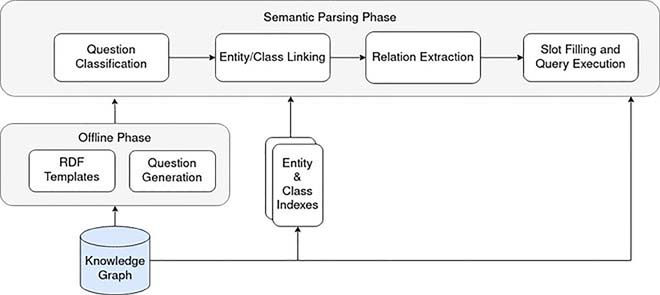 Semantic Parsing Phase
Question
Classification
Entity/Class Linking
Relation Extraction
Slot Filling and
Query Execution
Offline Phase
RDF
Templates
Question
Generation
Entity
&
Class
Indexes
Knowledge
Graph